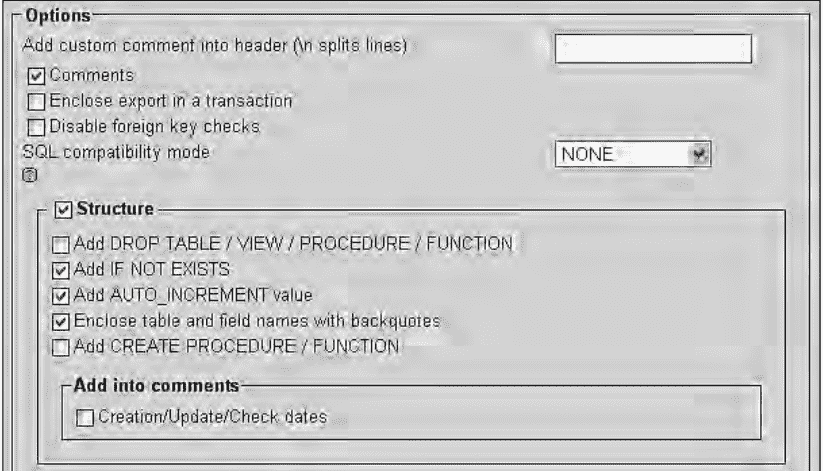 Options
Add custom comment into header (\n splits lines)
Comments
Enclose export in a transaction
Disable foreign key checks
SQL compatibility mode
NONE
Structure
Add DROP TABLE / VIEW / PROCEDURE / FUNCTION
Add IF NOT EXISTS
Add AUTO_INCREMENT value
Enclose table and field names with backquotes
Add CREATE PROCEDURE / FUNCTION
Add into comments
Creation/Update/Check dates